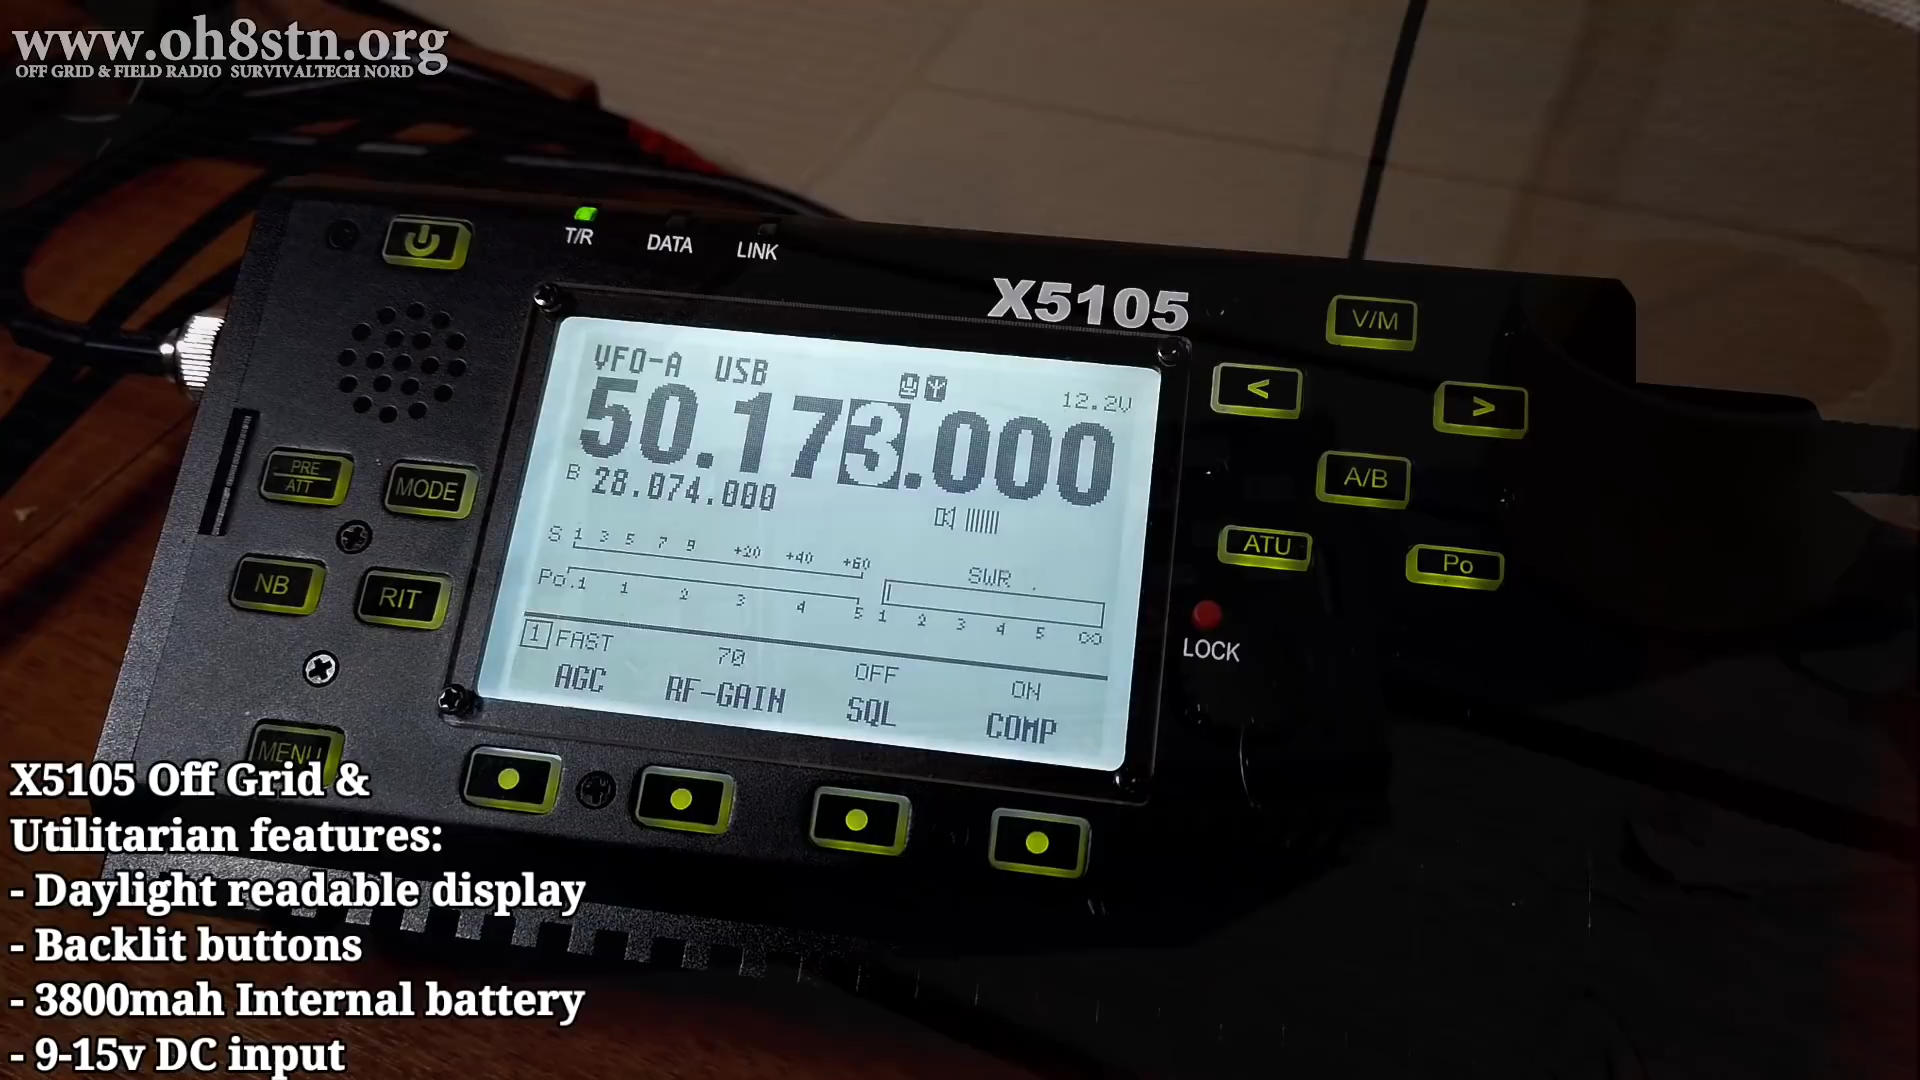 www.oh8stn.org
OFF GRID & FIELD RADIO SURVIVALTECH NORD
T/R DATA LINK
X5105
V/M
< >
A/B
ATU Po
LOCK
PRE
ATT
MODE
NB RIT
MENU
VFO-A USB
12.2V
50.173.000
B 28.074.000
S 1 3 5 7 9 +20 +40 +60
Po.1 1 2 3 4 5
SWR
1 2 3 4 5 ∞
1 FAST 70 OFF ON
AGC RF-GAIN SQL COMP
X5105 Off Grid &
Utilitarian features:
- Daylight readable display
- Backlit buttons
- 3800mah Internal battery
- 9-15v DC input